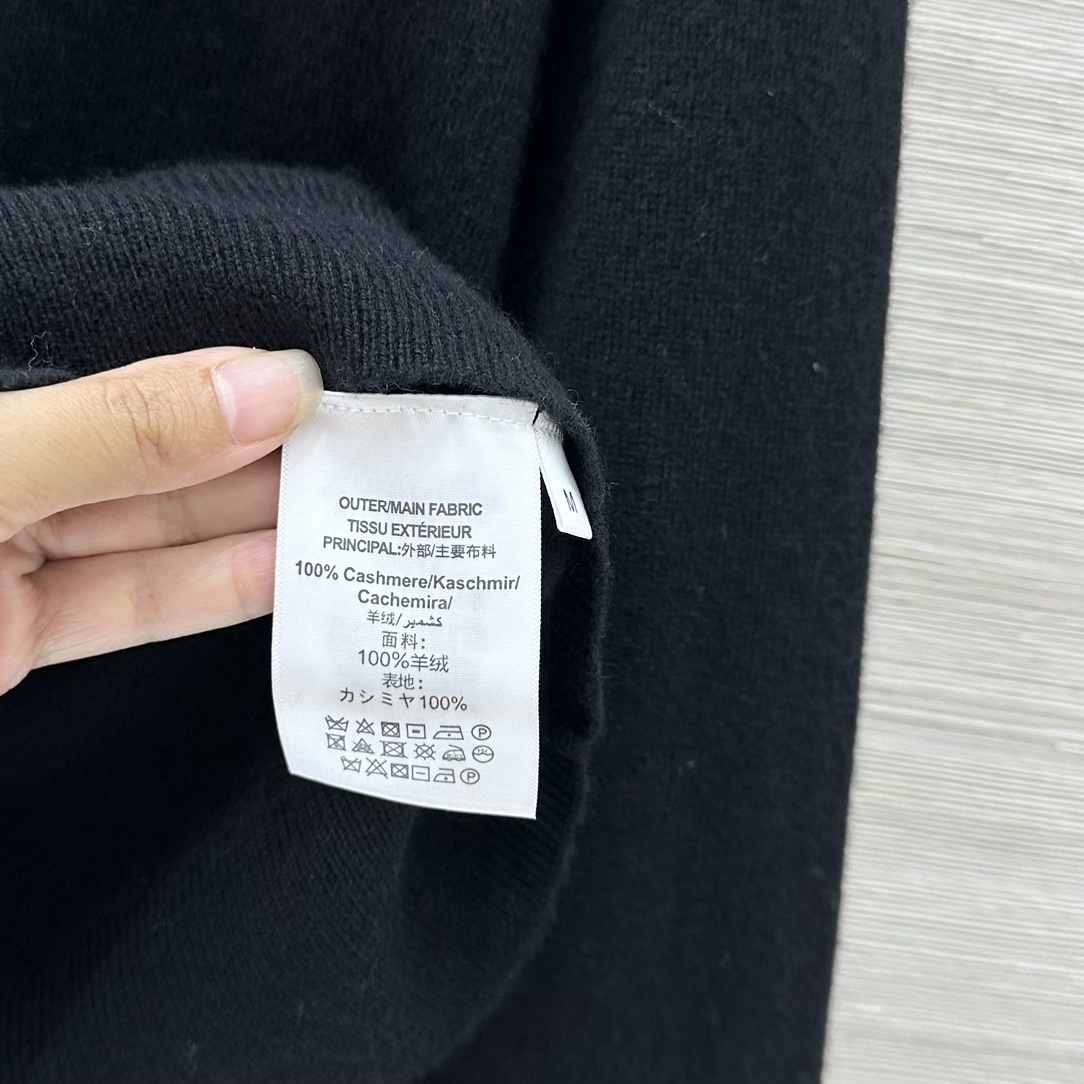 OUTER/MAIN FABRIC
TISSU EXTÉRIEUR
PRINCIPAL:外部/主要布料
100% Cashmere/Kaschmir/
Cachemira/
羊绒/كشمير
面料:
100%羊绒
表地:
カシミヤ100%
M